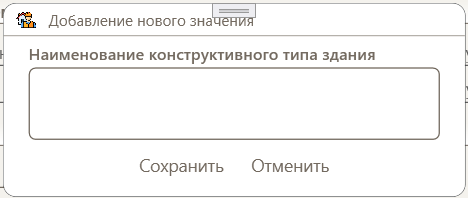 Добавление нового значения
Наименование конструктивного типа здания
Сохранить Отменить